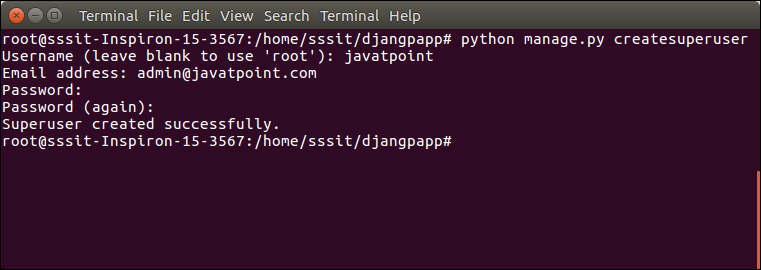 Terminal File Edit View Search Terminal Help
root@sssit-Inspiron-15-3567:/home/sssit/djangpapp# python manage.py createsuperuser
Username (leave blank to use 'root'): javatpoint
Email address: admin@javatpoint.com
Password:
Password (again):
Superuser created successfully.
root@sssit-Inspiron-15-3567:/home/sssit/djangpapp#